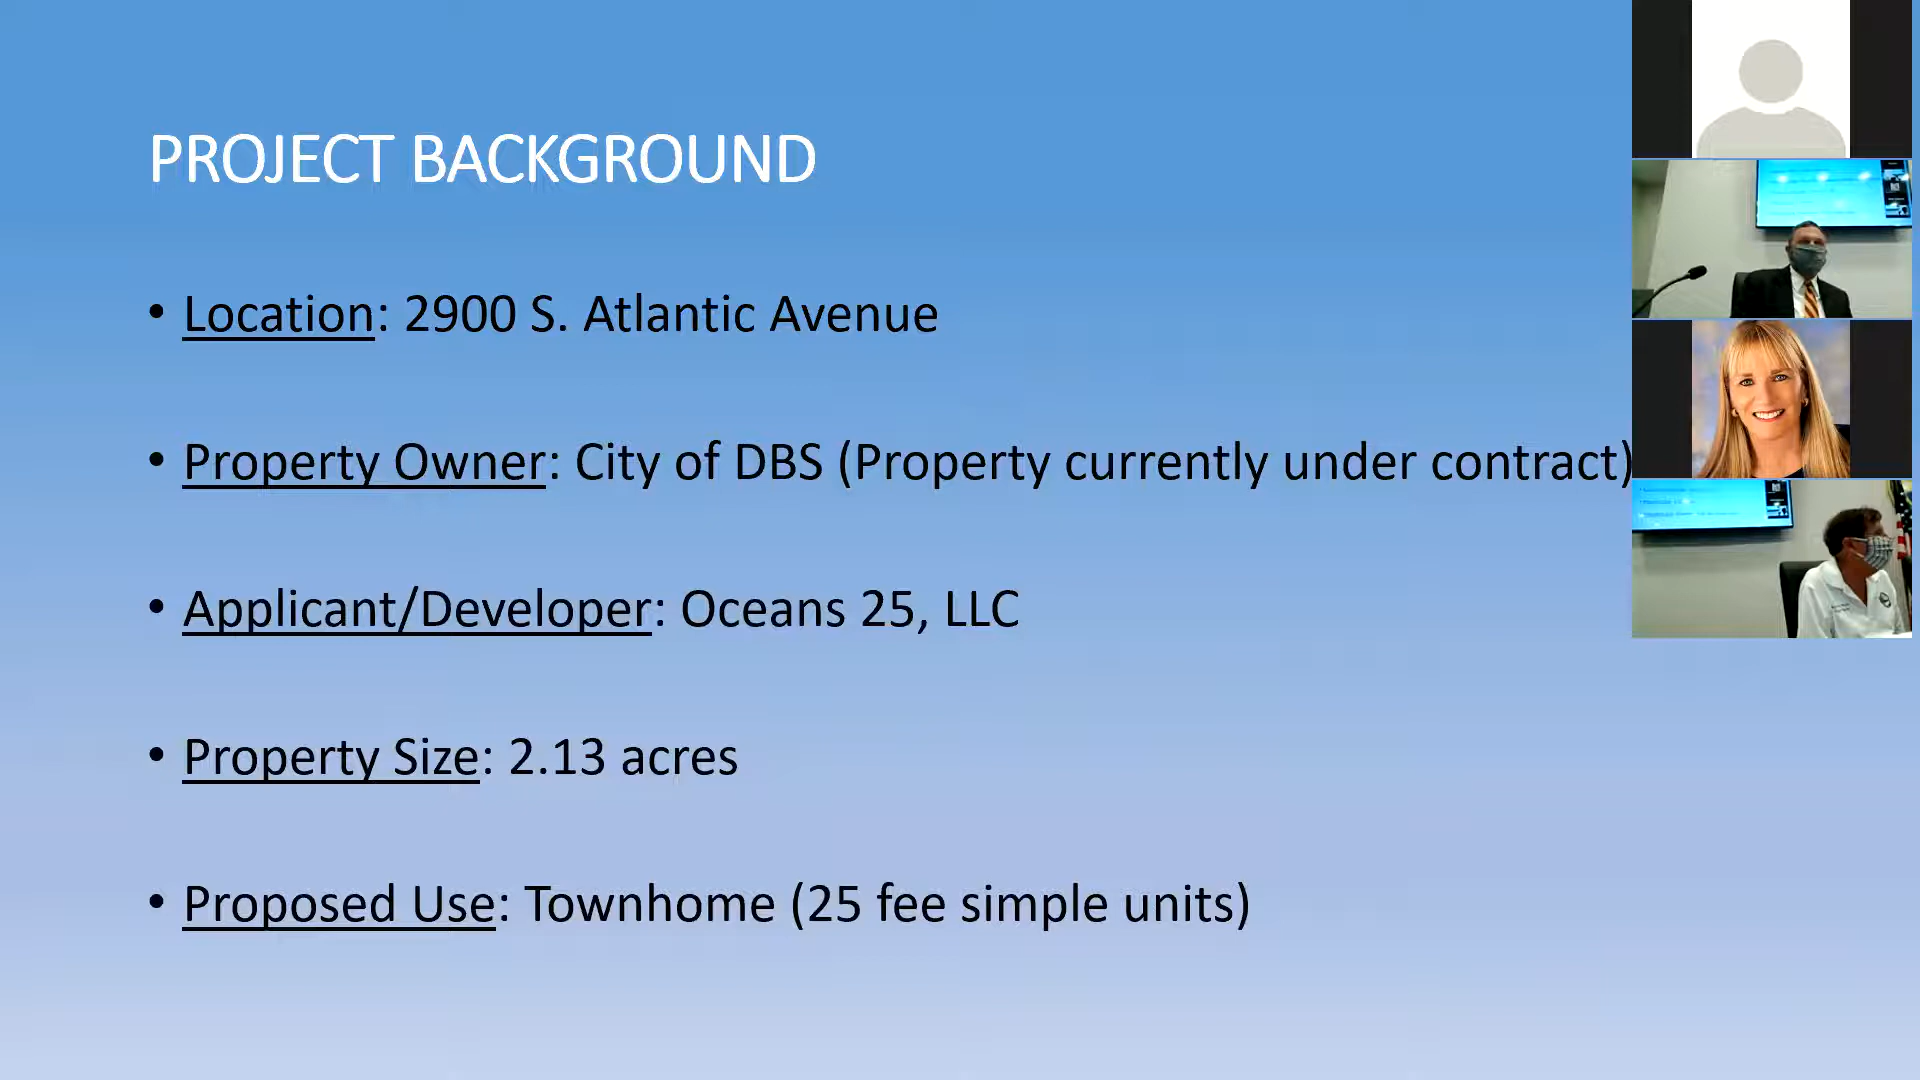 PROJECT BACKGROUND
• Location: 2900 S. Atlantic Avenue
• Property Owner: City of DBS (Property currently under contract)
• Applicant/Developer: Oceans 25, LLC
• Property Size: 2.13 acres
• Proposed Use: Townhome (25 fee simple units)